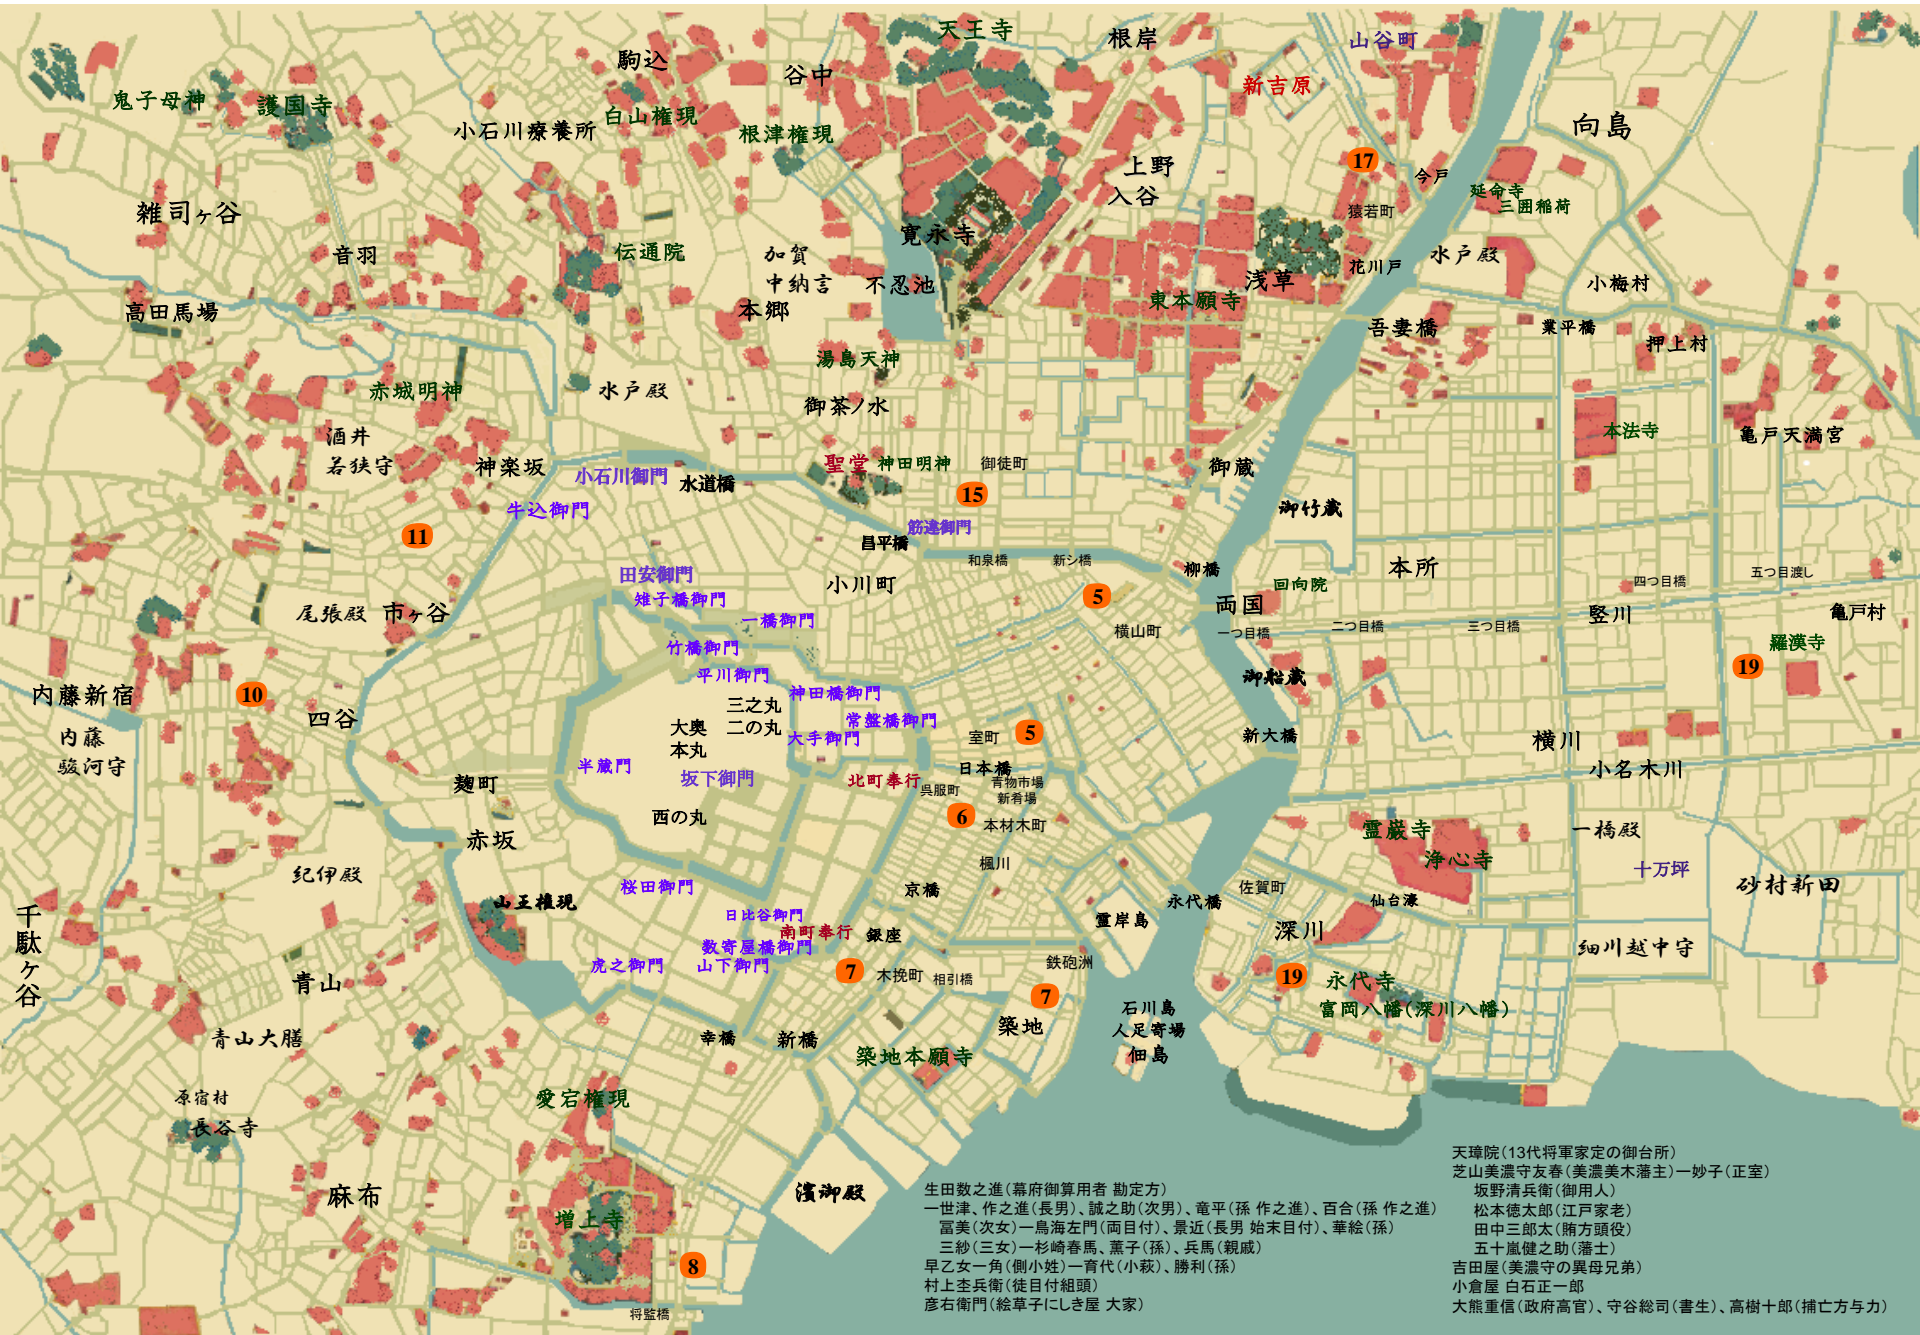 天王寺
根岸
山谷町
駒込
谷中
新吉原
鬼子母神
護国寺
白山権現
小石川療養所
根津権現
向島
上野
入谷
17
今戸
延命寺
三囲稲荷
猿若町
雑司ヶ谷
音羽
伝通院
加賀
中納言
寛永寺
不忍池
浅草
花川戸
水戸殿
小梅村
東本願寺
高田馬場
本郷
吾妻橋
業平橋
押上村
湯島天神
赤城明神
水戸殿
御茶ノ水
本法寺
亀戸天満宮
酒井
若狭守
神楽坂
小石川御門
水道橋
聖堂
神田明神
御徒町
御蔵
15
牛込御門
御竹蔵
11
筋違御門
昌平橋
和泉橋
新シ橋
柳橋
本所
五つ目渡し
四つ目橋
田安御門
小川町
回向院
雉子橋御門
5
両国
竪川
亀戸村
尾張殿
市ヶ谷
一橋御門
横山町
一つ目橋
二つ目橋
三つ目橋
竹橋御門
羅漢寺
19
平川御門
御船蔵
内藤新宿
10
神田橋御門
四谷
三之丸
二の丸
常盤橋御門
大奥
本丸
大手御門
室町
5
新大橋
内藤
駿河守
横川
半蔵門
坂下御門
北町奉行
日本橋
小名木川
麹町
呉服町
青物市場
新肴場
西の丸
6
本材木町
霊巌寺
一橋殿
赤坂
浄心寺
楓川
十万坪
紀伊殿
桜田御門
京橋
佐賀町
砂村新田
山王権現
永代橋
仙台濠
千駄ヶ谷
日比谷御門
霊岸島
南町奉行
銀座
深川
数寄屋橋御門
細川越中守
虎之御門
山下御門
7
木挽町
相引橋
鉄砲洲
19
青山
永代寺
7
石川島
人足寄場
富岡八幡(深川八幡)
築地
青山大膳
幸橋
新橋
佃島
築地本願寺
原宿村
愛宕権現
長谷寺
麻布
濱御殿
増上寺
8
将監橋
生田数之進(幕府御算用者 勘定方)
ー世津、作之進(長男)、誠之助(次男)、竜平(孫 作之進)、百合(孫 作之進)
冨美(次女)ー鳥海左門(両目付)、景近(長男 始末目付)、華絵(孫)
三紗(三女)ー杉崎春馬、薫子(孫)、兵馬(親戚)
早乙女一角(側小姓)ー育代(小萩)、勝利(孫)
村上杢兵衛(徒目付組頭)
彦右衛門(絵草子にしき屋 大家)
天璋院(13代将軍家定の御台所)
芝山美濃守友春(美濃美木藩主)ー妙子(正室)
坂野清兵衛(御用人)
松本徳太郎(江戸家老)
田中三郎太(賄方頭役)
五十嵐健之助(藩士)
吉田屋(美濃守の異母兄弟)
小倉屋 白石正一郎
大熊重信(政府高官)、守谷総司(書生)、高樹十郎(捕亡方与力)